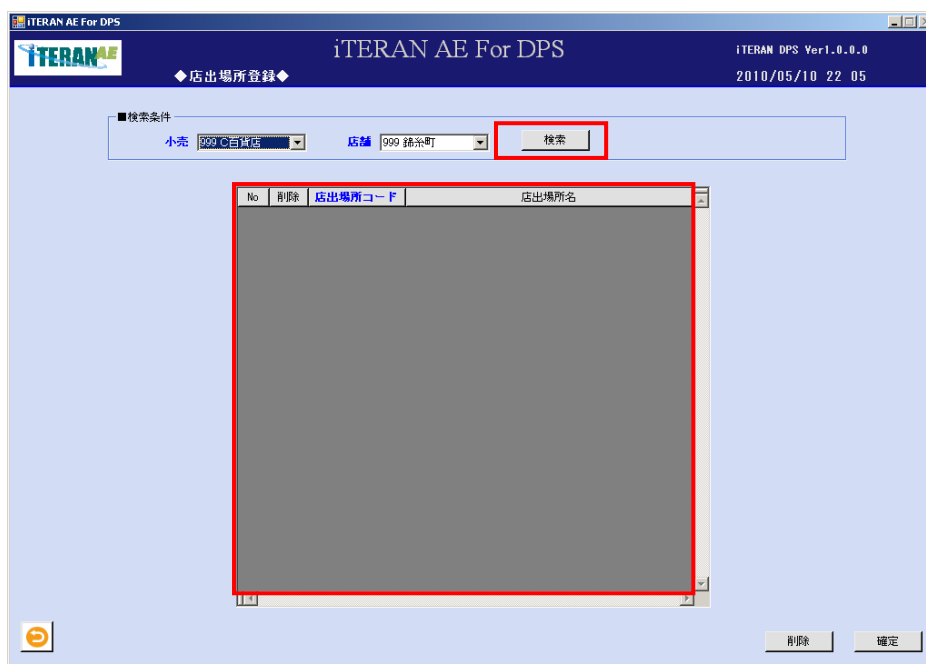 iTERAN AE For DPS
iTERAN AE
iTERAN AE For DPS
iTERAN DPS Ver1.0.0.0
◆店出場所登録◆
2010/05/10 22 05
■検索条件
小売 999 C百貨店 店舗 999 錦糸町 検索
No 削除 店出場所コード 店出場所名
削除 確定